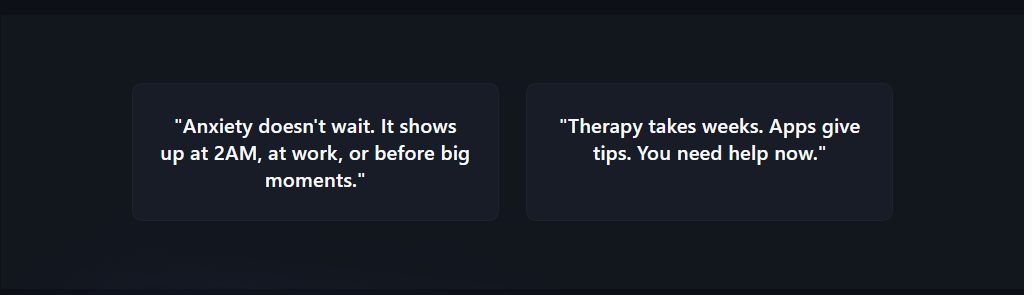 "Anxiety doesn't wait. It shows
up at 2AM, at work, or before big
moments."
"Therapy takes weeks. Apps give
tips. You need help now."